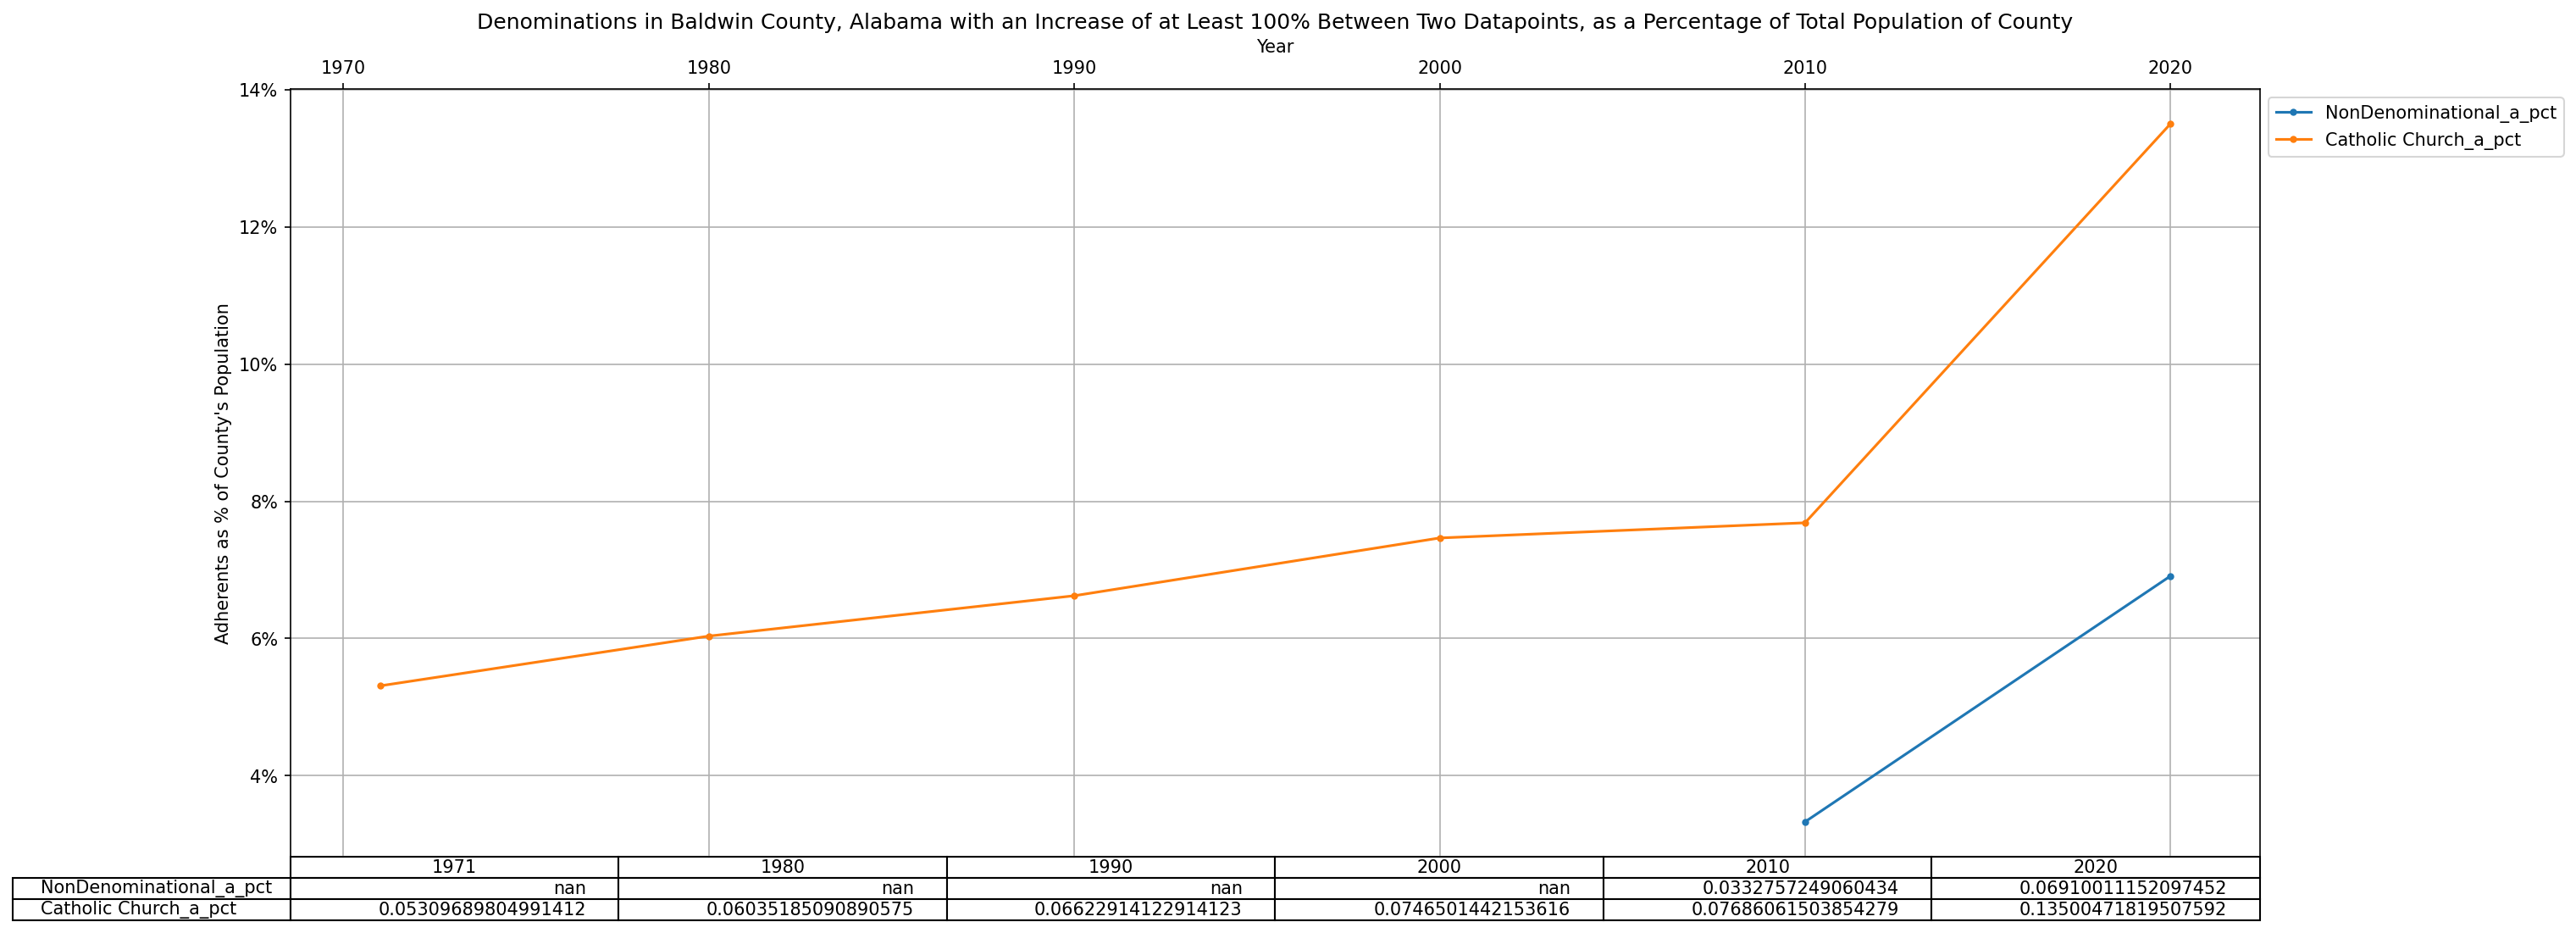 Denominations in Baldwin County, Alabama with an Increase of at Least 100% Between Two Datapoints, as a Percentage of Total Population of County
Year
1970 1980 1990 2000 2010 2020
14%
12%
10%
8%
6%
4%
Adherents as % of County's Population
NonDenominational_a_pct
Catholic Church_a_pct
1971 1980 1990 2000 2010 2020
NonDenominational_a_pct nan nan nan nan 0.0332757249060434 0.06910011152097452
Catholic Church_a_pct 0.05309689804991412 0.06035185090890575 0.06622914122914123 0.0746501442153616 0.07686061503854279 0.13500471819507592